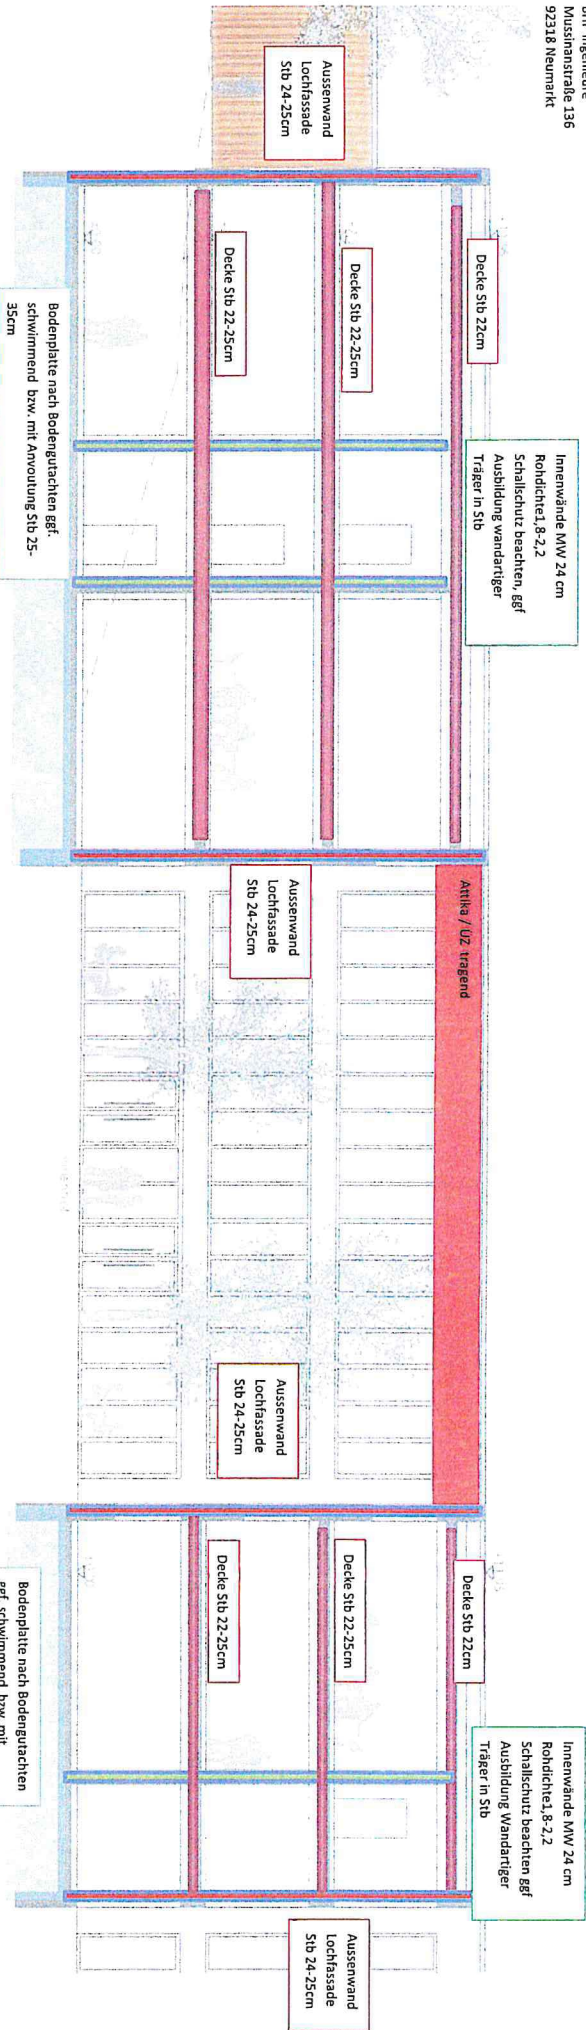 Mussinanstraße 136
92318 Neumarkt
Innenwände MW 24 cm
Rohdichte1,8-2,2
Schallschutz beachten, ggf
Ausbildung wandartiger
Träger in Stb
Innenwände MW 24 cm
Rohdichte1,8-2,2
Schallschutz beachten ggf
Ausbildung Wandartiger
Träger in Stb
Decke Stb 22cm
Attika / ÜZ tragend
Decke Stb 22cm
Aussenwand
Lochfassade
Stb 24-25cm
Decke Stb 22-25cm
Decke Stb 22-25cm
Aussenwand
Lochfassade
Stb 24-25cm
Aussenwand
Lochfassade
Stb 24-25cm
Aussenwand
Lochfassade
Stb 24-25cm
Decke Stb 22-25cm
Decke Stb 22-25cm
Bodenplatte nach Bodengutachten ggf.
schwimmend bzw. mit Anvoutung Stb 25-
35cm
Bodenplatte nach Bodengutachten
ggf. schwimmend bzw. mit